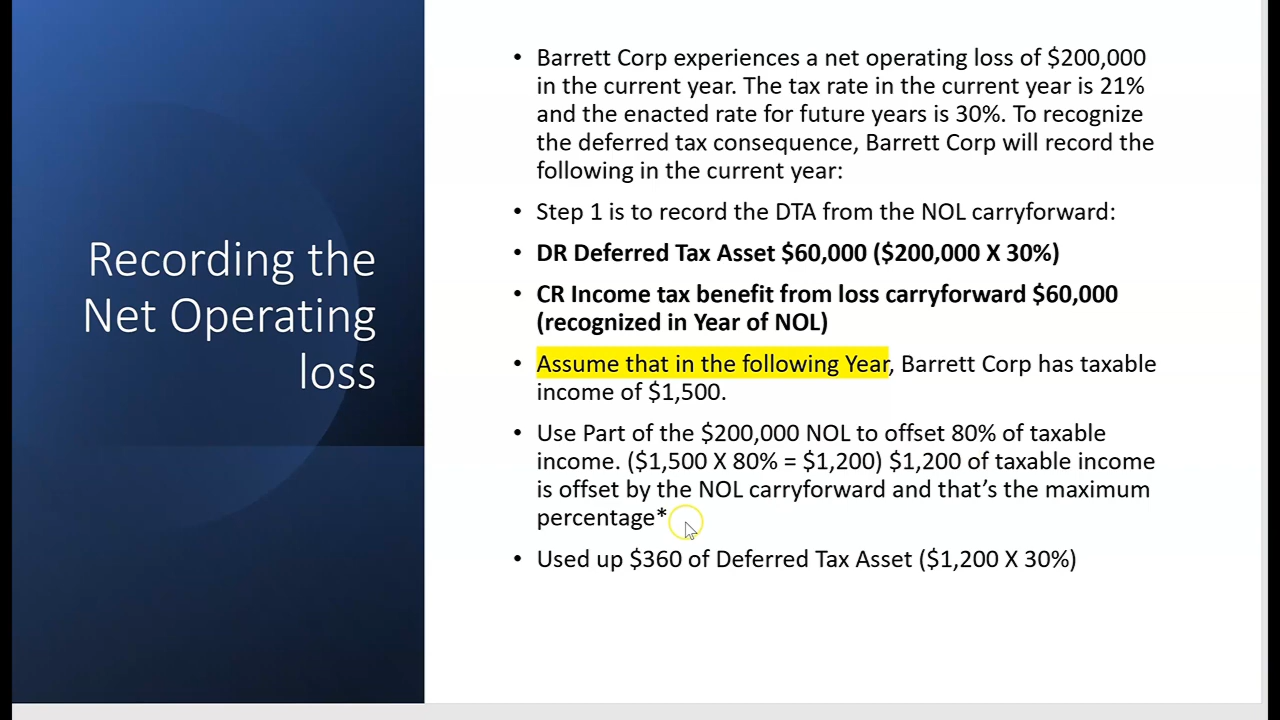 Recording the
Net Operating
loss
• Barrett Corp experiences a net operating loss of $200,000
in the current year. The tax rate in the current year is 21%
and the enacted rate for future years is 30%. To recognize
the deferred tax consequence, Barrett Corp will record the
following in the current year:
• Step 1 is to record the DTA from the NOL carryforward:
• DR Deferred Tax Asset $60,000 ($200,000 X 30%)
• CR Income tax benefit from loss carryforward $60,000
(recognized in Year of NOL)
• Assume that in the following Year, Barrett Corp has taxable
income of $1,500.
• Use Part of the $200,000 NOL to offset 80% of taxable
income. ($1,500 X 80% = $1,200) $1,200 of taxable income
is offset by the NOL carryforward and that’s the maximum
percentage*
• Used up $360 of Deferred Tax Asset ($1,200 X 30%)